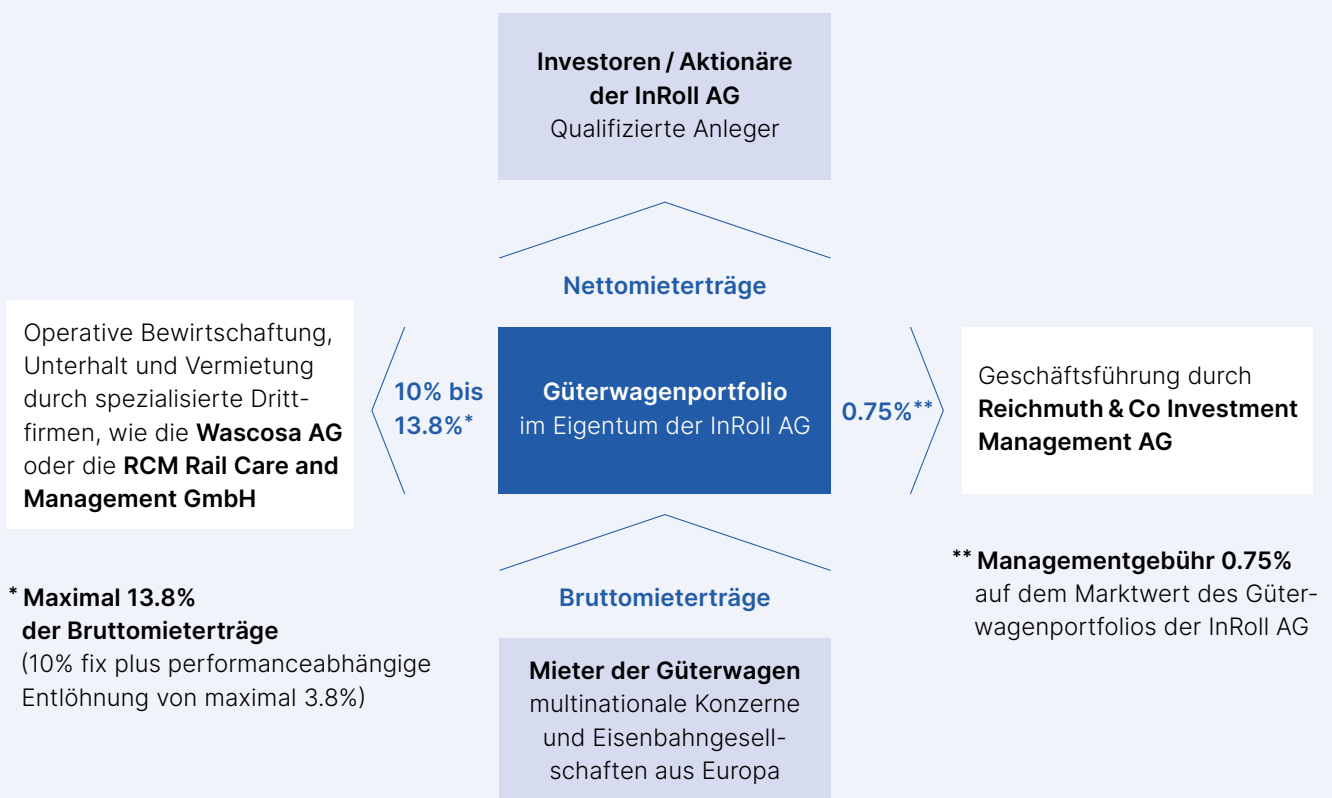 Investoren / Aktionäre
der InRoll AG
Qualifizierte Anleger
Nettomieterträge
Operative Bewirtschaftung,
Unterhalt und Vermietung
durch spezialisierte Dritt-
firmen, wie die Wascosa AG
oder die RCM Rail Care and
Management GmbH
10% bis
13.8%*
Güterwagenportfolio
im Eigentum der InRoll AG
0.75%**
Geschäftsführung durch
Reichmuth & Co Investment
Management AG
* Maximal 13.8%
der Bruttomieterträge
(10% fix plus performanceabhängige
Entlöhnung von maximal 3.8%)
Bruttomieterträge
** Managementgebühr 0.75%
auf dem Marktwert des Güter-
wagenportfolios der InRoll AG
Mieter der Güterwagen
multinationale Konzerne
und Eisenbahngesell-
schaften aus Europa